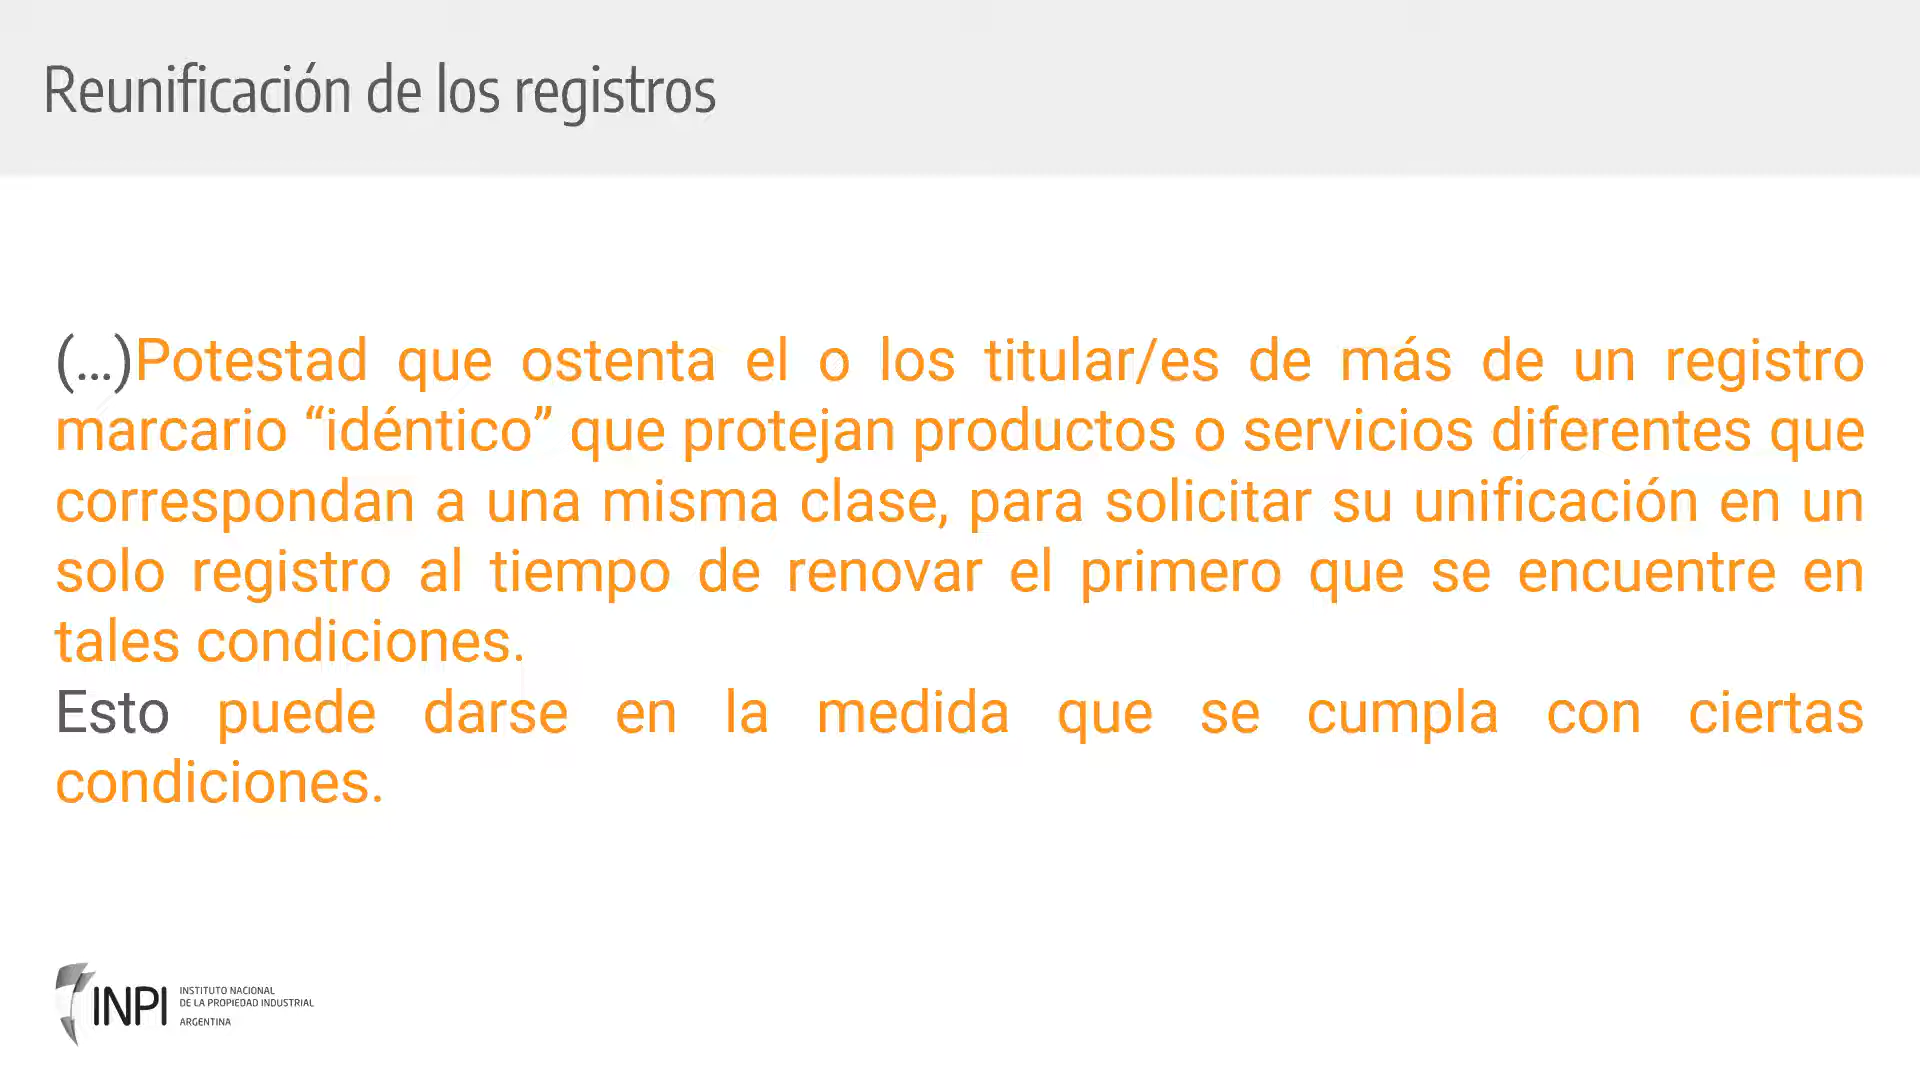 Reunificación de los registros
(...)Potestad que ostenta el o los titular/es de más de un registro
marcario “idéntico” que protejan productos o servicios diferentes que
correspondan a una misma clase, para solicitar su unificación en un
solo registro al tiempo de renovar el primero que se encuentre en
tales condiciones.
Esto puede darse en la medida que se cumpla con ciertas
condiciones.
INPI
INSTITUTO NACIONAL
DE LA PROPIEDAD INDUSTRIAL
ARGENTINA